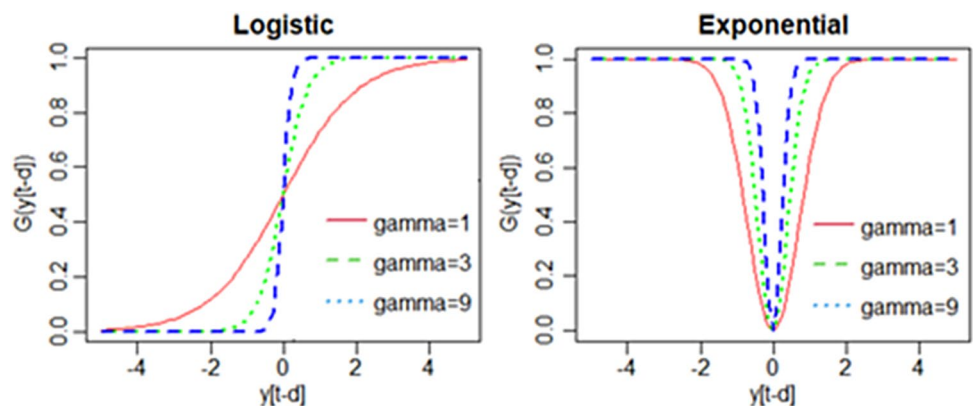 Logistic
1.0
0.8
0.6
0.4
0.2
0.0
G(y[t-d])
gamma=1
gamma=3
gamma=9
-4 -2 0 2 4
y[t-d]
Exponential
1.0
0.8
0.6
0.4
0.2
0.0
G(y[t-d])
gamma=1
gamma=3
gamma=9
-4 -2 0 2 4
y[t-d]